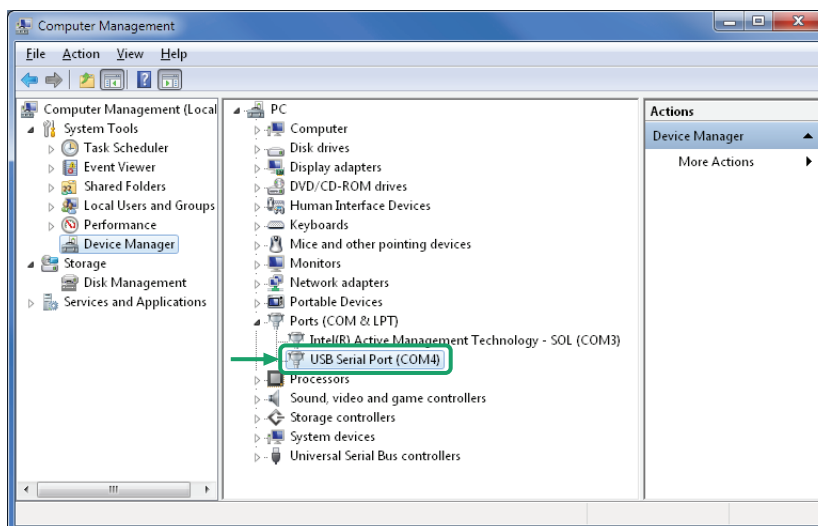 Computer Management
File Action View Help
Computer Management (Local
System Tools
Task Scheduler
Event Viewer
Shared Folders
Local Users and Groups
Performance
Device Manager
Storage
Disk Management
Services and Applications
PC
Computer
Disk drives
Display adapters
DVD/CD-ROM drives
Human Interface Devices
Keyboards
Mice and other pointing devices
Monitors
Network adapters
Portable Devices
Ports (COM & LPT)
Intel(R) Active Management Technology - SOL (COM3)
USB Serial Port (COM4)
Processors
Sound, video and game controllers
Storage controllers
System devices
Universal Serial Bus controllers
Actions
Device Manager
More Actions